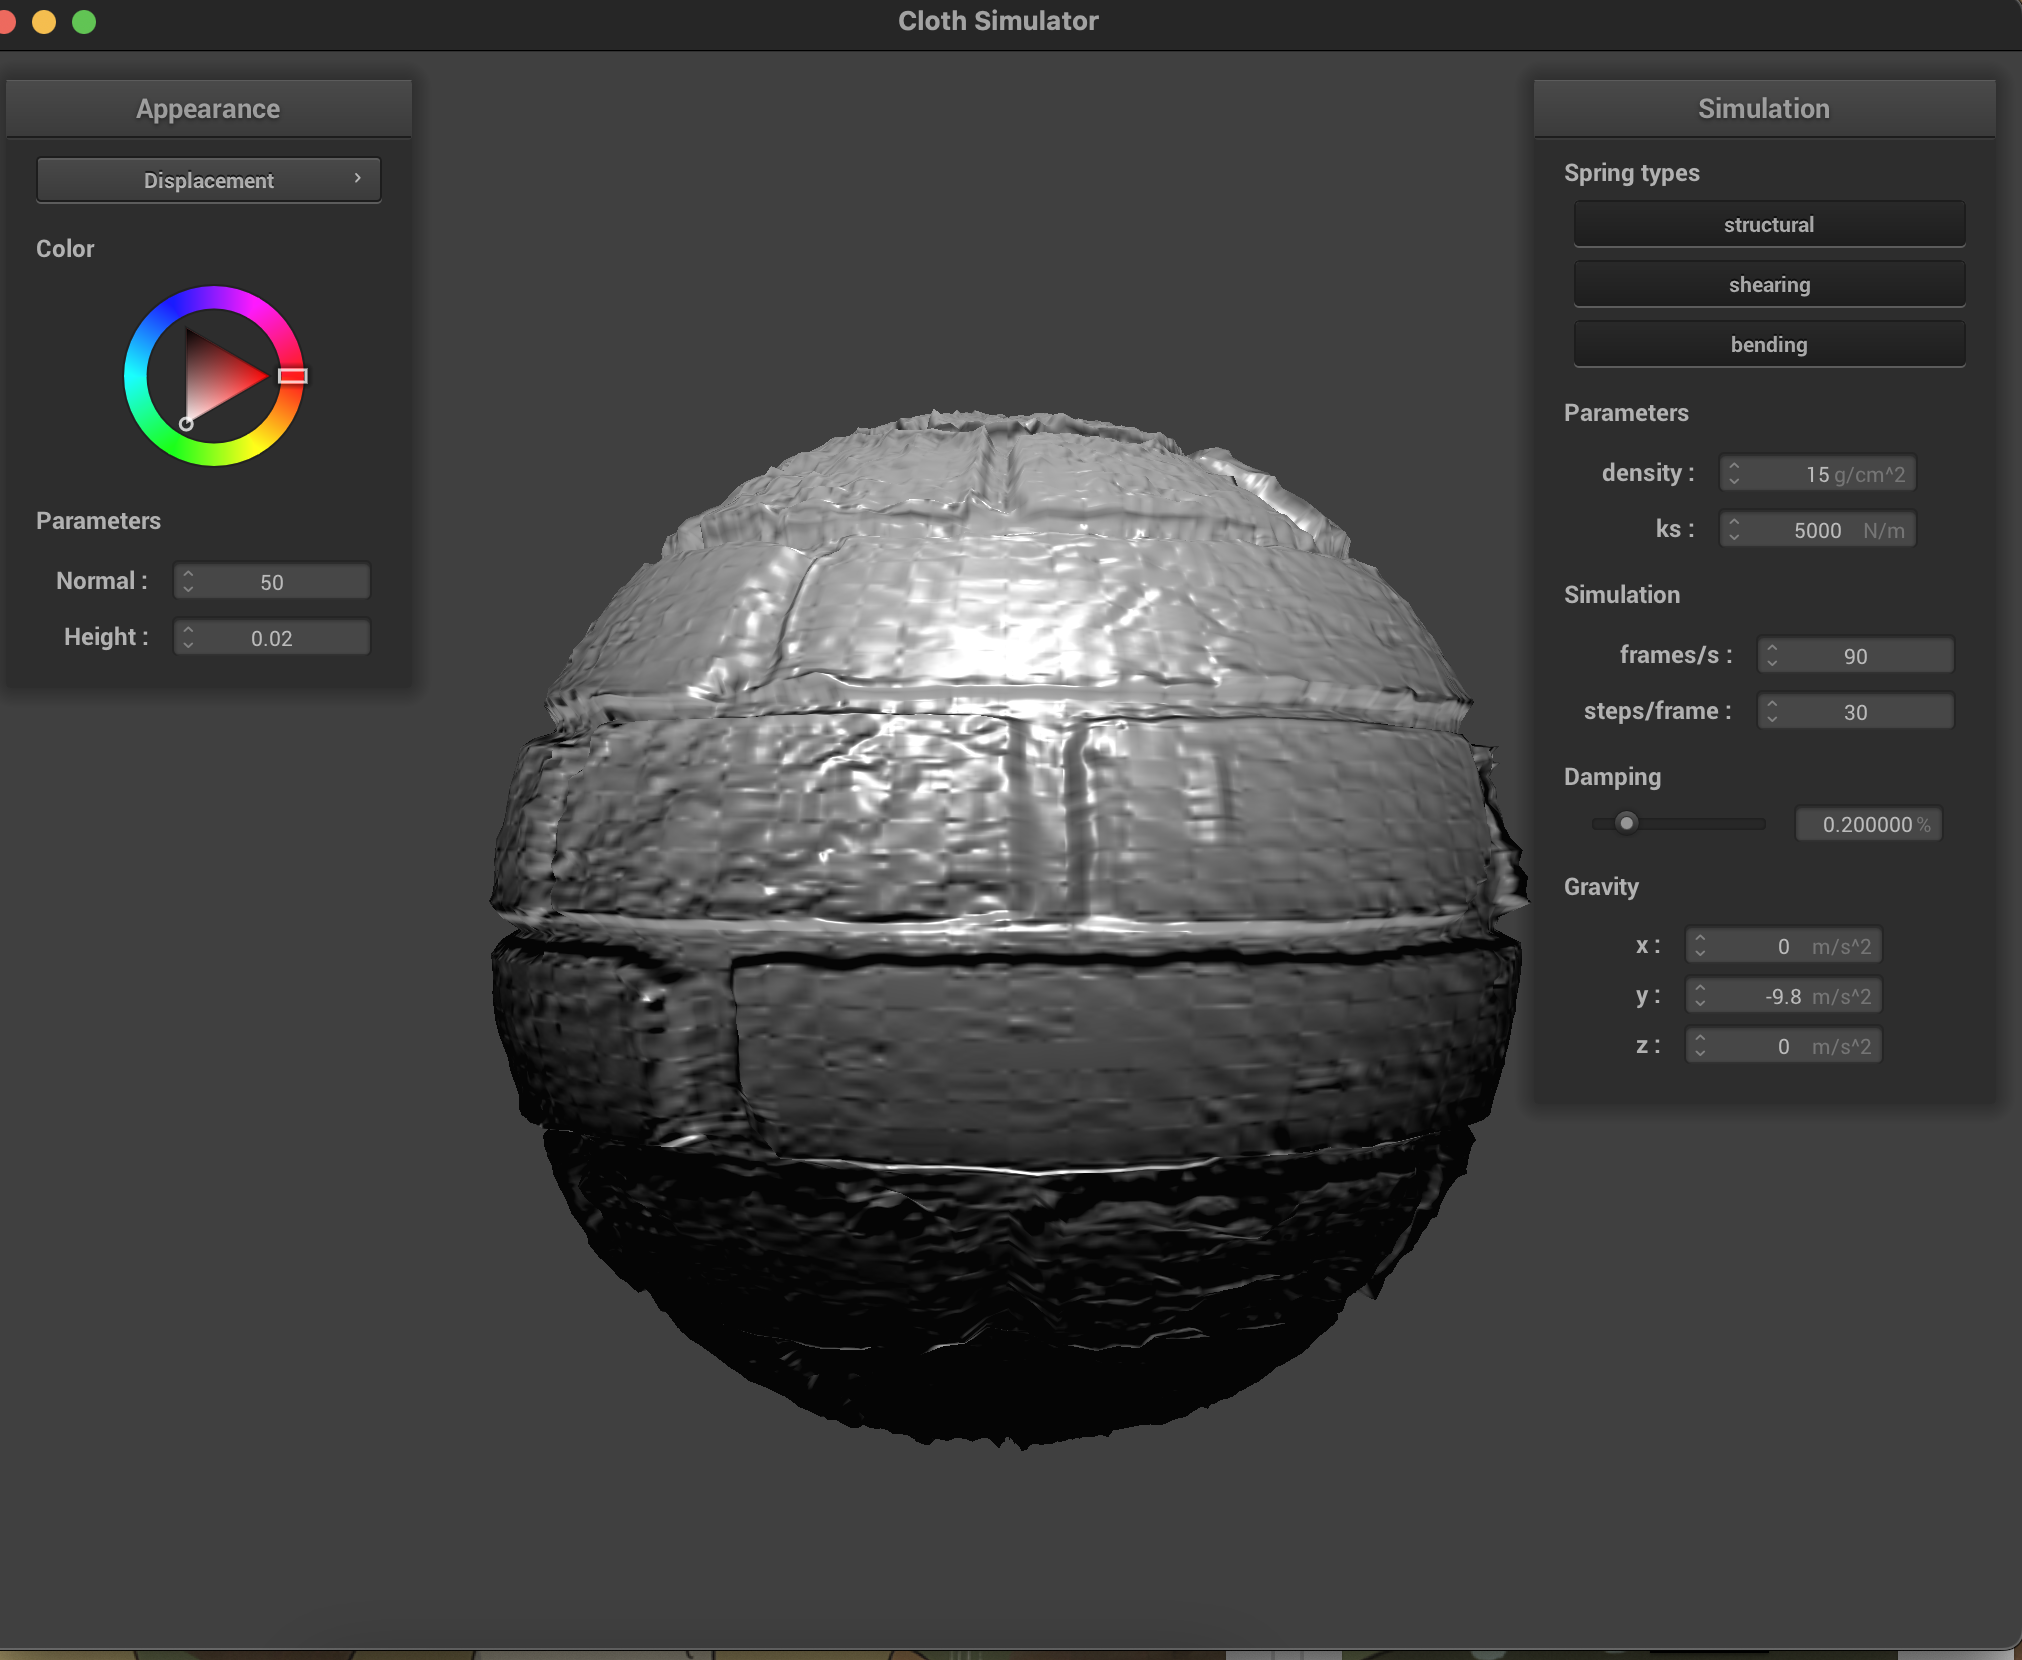 Cloth Simulator
Appearance
Displacement ›
Color
Parameters
Normal : 50
Height : 0.02
Simulation
Spring types
structural
shearing
bending
Parameters
density : 15 g/cm^2
ks : 5000 N/m
Simulation
frames/s : 90
steps/frame : 30
Damping
0.200000 %
Gravity
x : 0 m/s^2
y : -9.8 m/s^2
z : 0 m/s^2